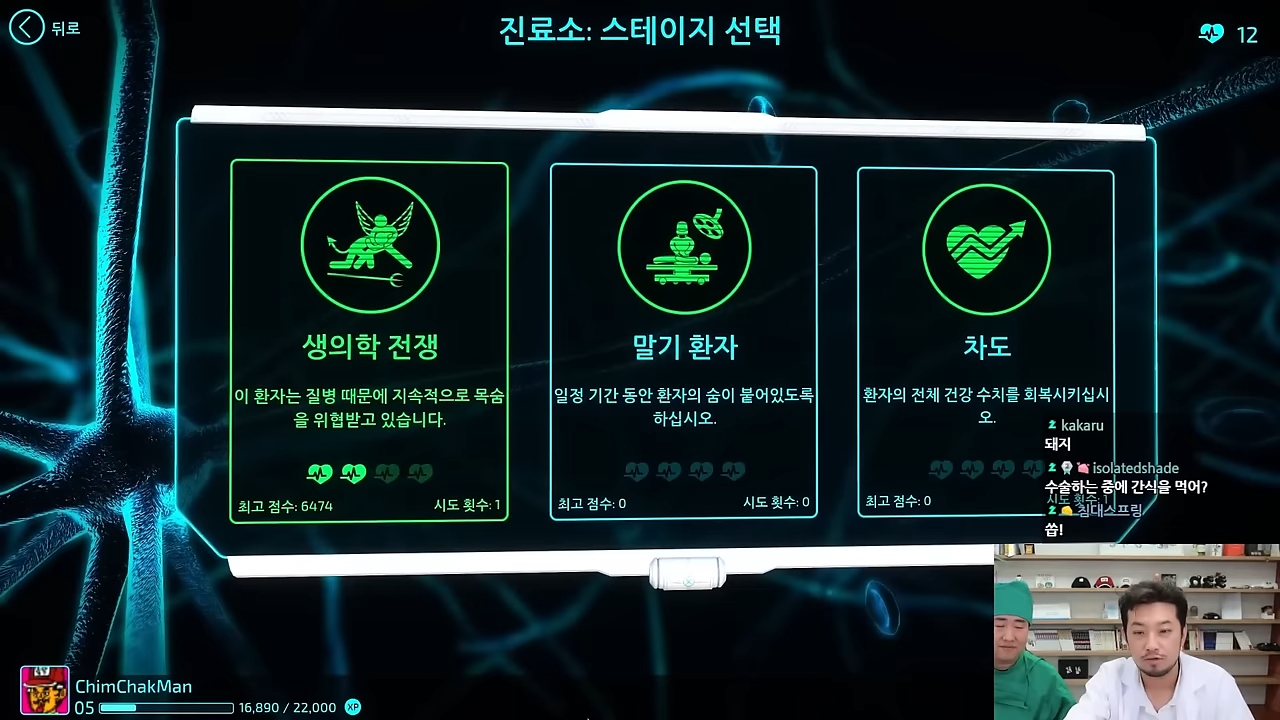 뒤로
진료소: 스테이지 선택
12
생의학 전쟁
이 환자는 질병 때문에 지속적으로 목숨
을 위협받고 있습니다.
최고 점수: 6474
시도 횟수: 1
말기 환자
일정 기간 동안 환자의 숨이 붙어있도록
하십시오.
최고 점수: 0
시도 횟수: 0
차도
환자의 전체 건강 수치를 회복시키십시
오.
최고 점수: 0
시도 횟수: 1
kakaru
돼지
isolatedshade
수술하는 중에 간식을 먹어?
침대스프링
씁!
ChimChakMan
05
16,890 / 22,000
XP